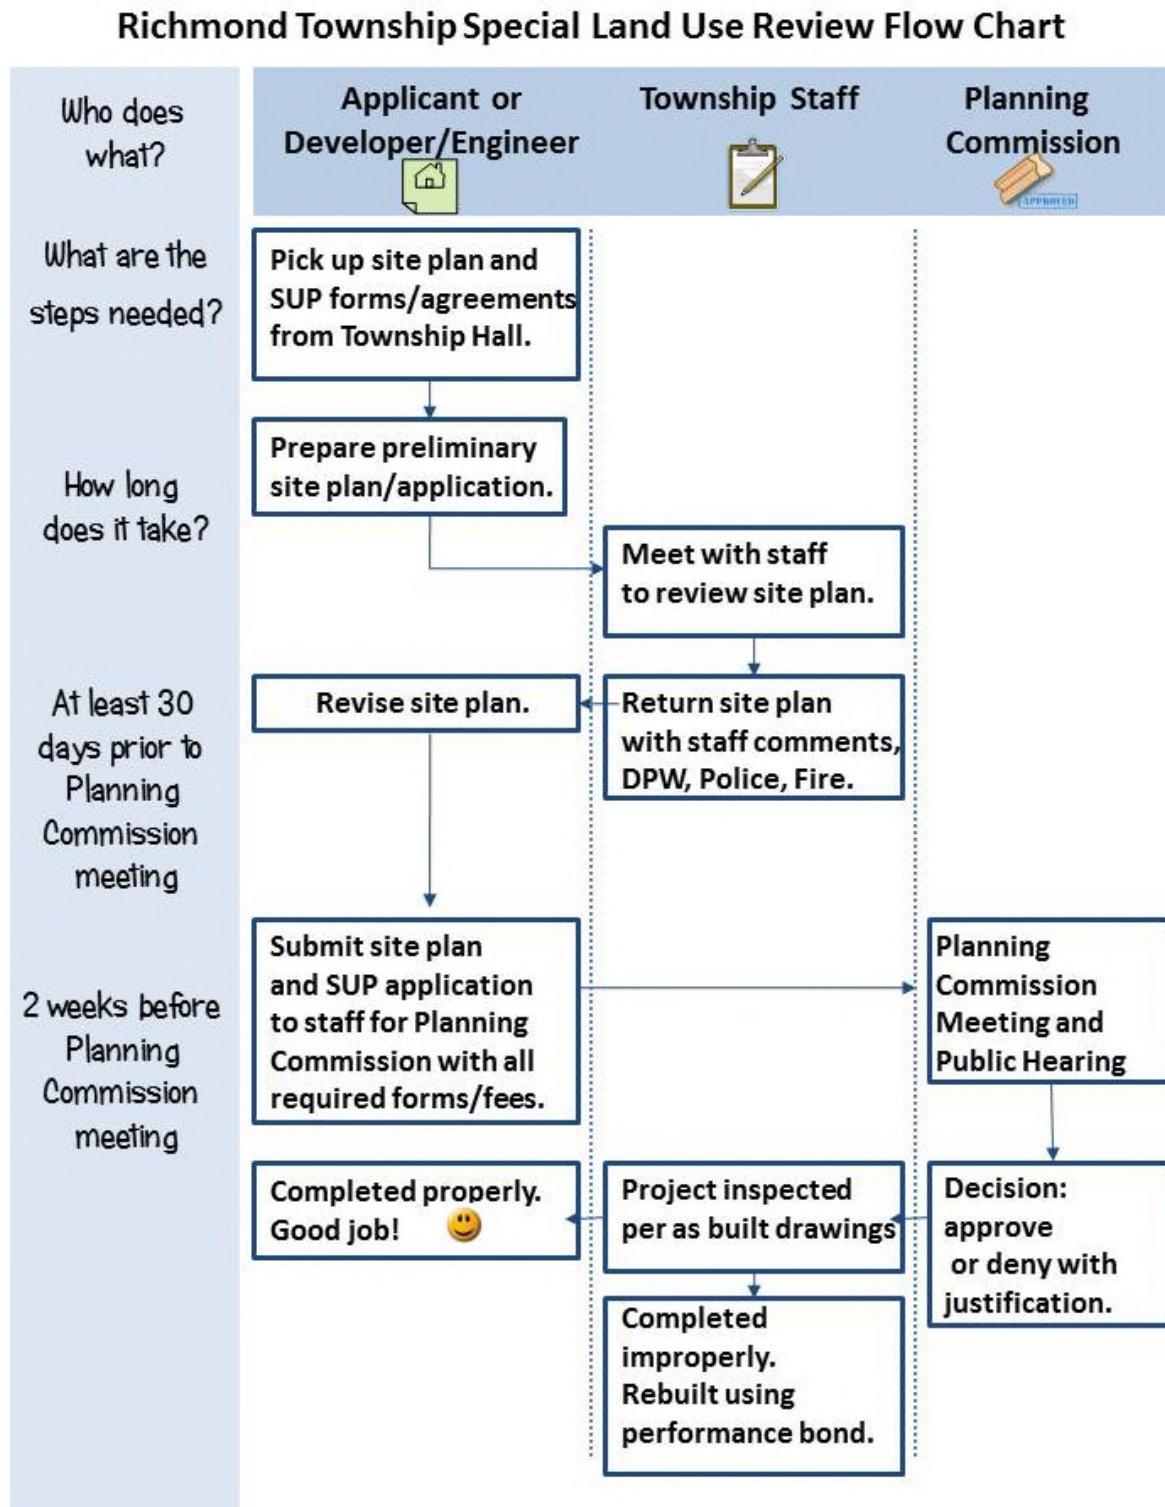 Richmond Township Special Land Use Review Flow Chart
Who does
what?
Applicant or
Developer/Engineer
Township Staff
Planning
Commission
APPROVED
What are the
steps needed?
Pick up site plan and
SUP forms/agreements
from Township Hall.
How long
does it take?
Prepare preliminary
site plan/application.
Meet with staff
to review site plan.
At least 30
days prior to
Planning
Commission
meeting
Revise site plan.
Return site plan
with staff comments,
DPW, Police, Fire.
2 weeks before
Planning
Commission
meeting
Submit site plan
and SUP application
to staff for Planning
Commission with all
required forms/fees.
Planning
Commission
Meeting and
Public Hearing
Completed properly.
Good job!
Project inspected
per as built drawings
Decision:
approve
or deny with
justification.
Completed
improperly.
Rebuilt using
performance bond.